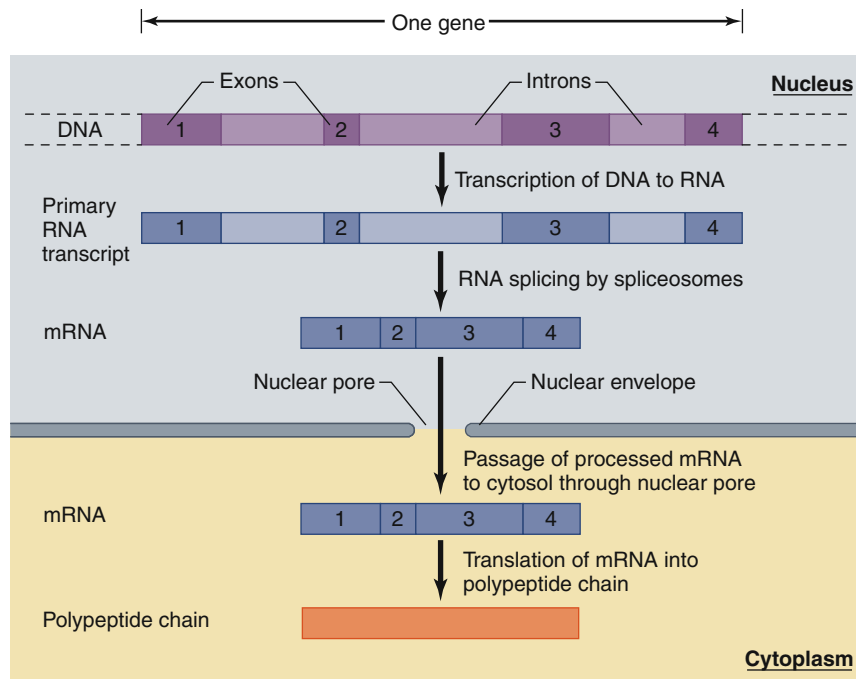 One gene
Exons
Introns
Nucleus
DNA
1
2
3
4
Transcription of DNA to RNA
Primary
RNA
transcript
1
2
3
4
RNA splicing by spliceosomes
mRNA
1
2
3
4
Nuclear pore
Nuclear envelope
Passage of processed mRNA
to cytosol through nuclear pore
mRNA
1
2
3
4
Translation of mRNA into
polypeptide chain
Polypeptide chain
Cytoplasm